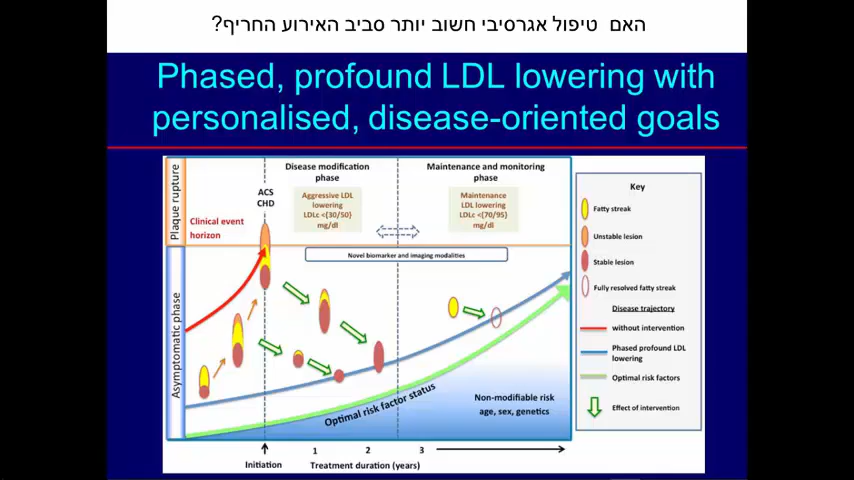 האם טיפול אגרסיבי חשוב יותר סביב האירוע החריף?
Phased, profound LDL lowering with
personalised, disease-oriented goals
Plaque rupture
Asymptomatic phase
Clinical event
horizon
ACS
CHD
Disease modification
phase
Aggressive LDL
lowering
LDLc <{30/50}
mg/dl
Maintenance and monitoring
phase
Maintenance
LDL lowering
LDLc <{70/95}
mg/dl
Novel biomarker and imaging modalities
Optimal risk factor status
Non-modifiable risk
age, sex, genetics
Initiation
1
2
3
Treatment duration (years)
Key
Fatty streak
Unstable lesion
Stable lesion
Fully resolved fatty streak
Disease trajectory
without intervention
Phased profound LDL
lowering
Optimal risk factors
Effect of intervention